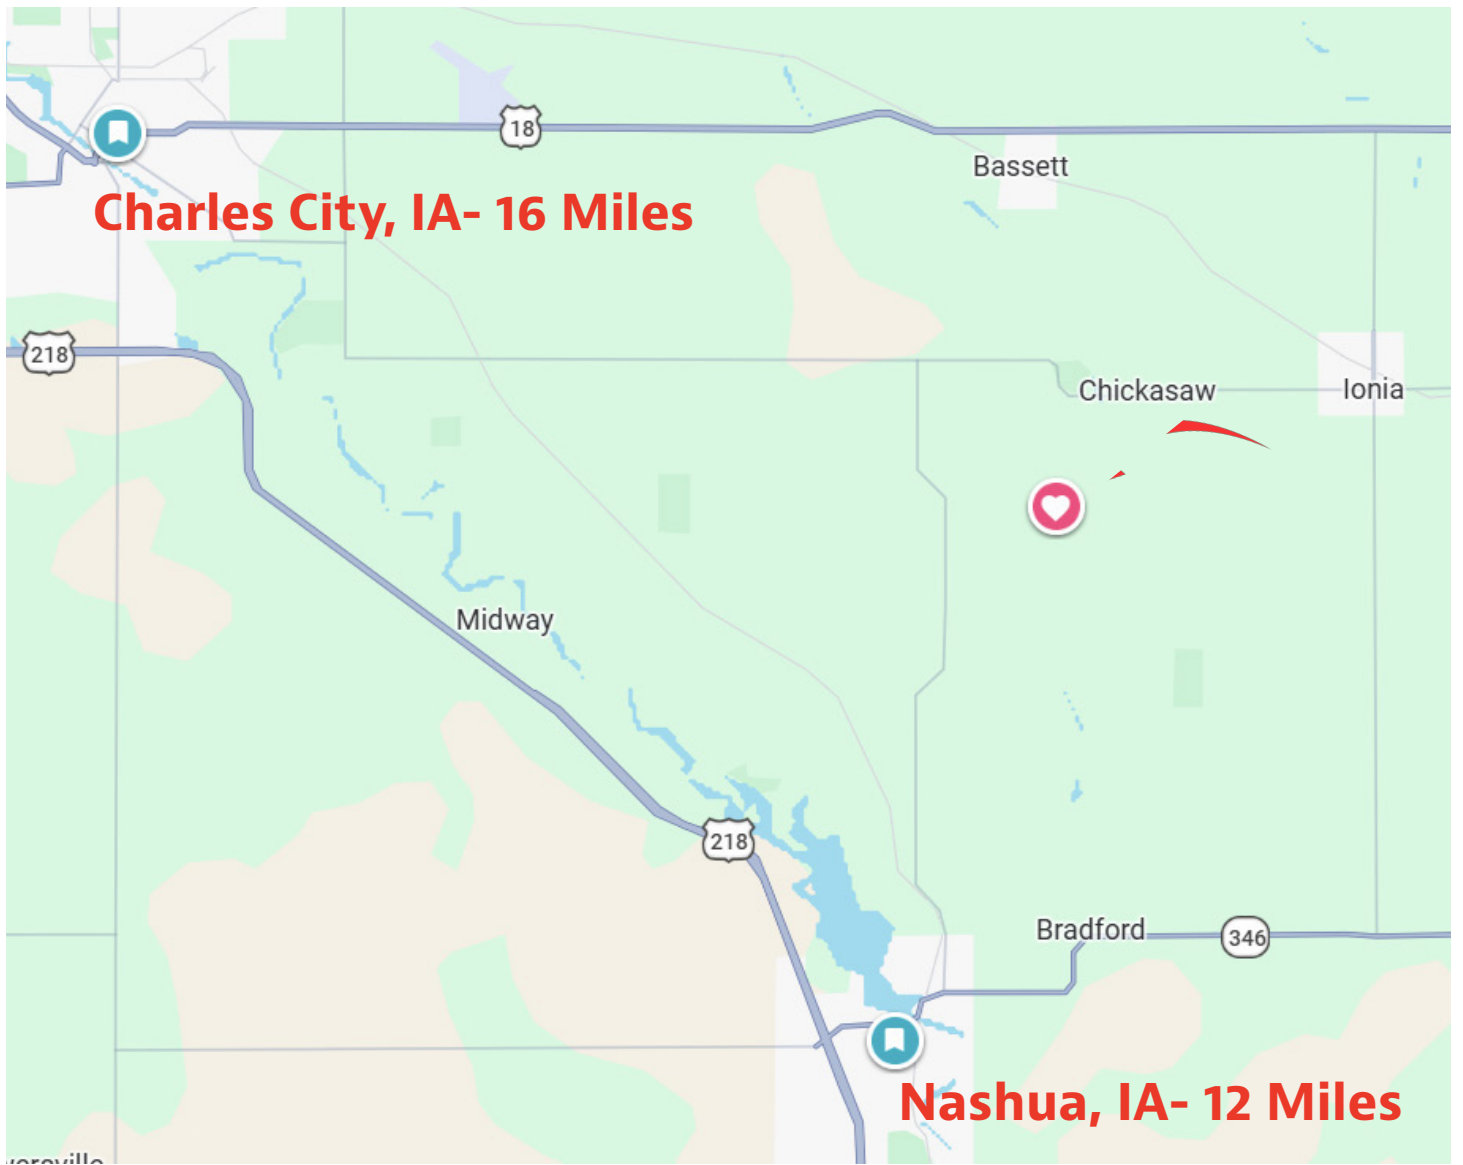 18
Bassett
Charles City, IA- 16 Miles
218
Chickasaw
Ionia
Midway
218
Bradford
346
Nashua, IA- 12 Miles